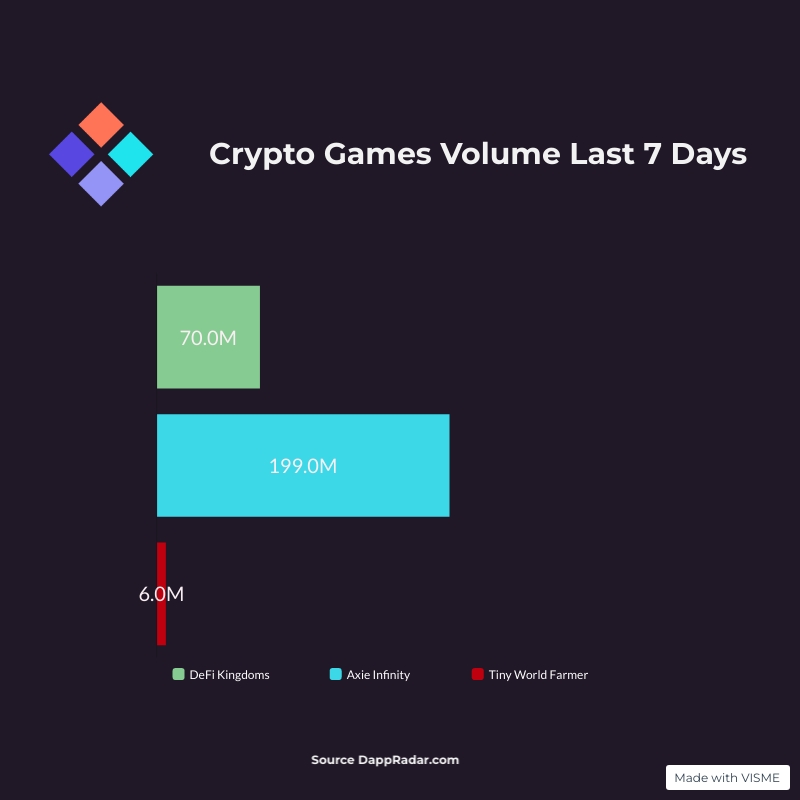 Crypto Games Volume Last 7 Days
70.0M
199.0M
6.0M
DeFi Kingdoms Axie Infinity Tiny World Farmer
Source DappRadar.com
Made with VISME